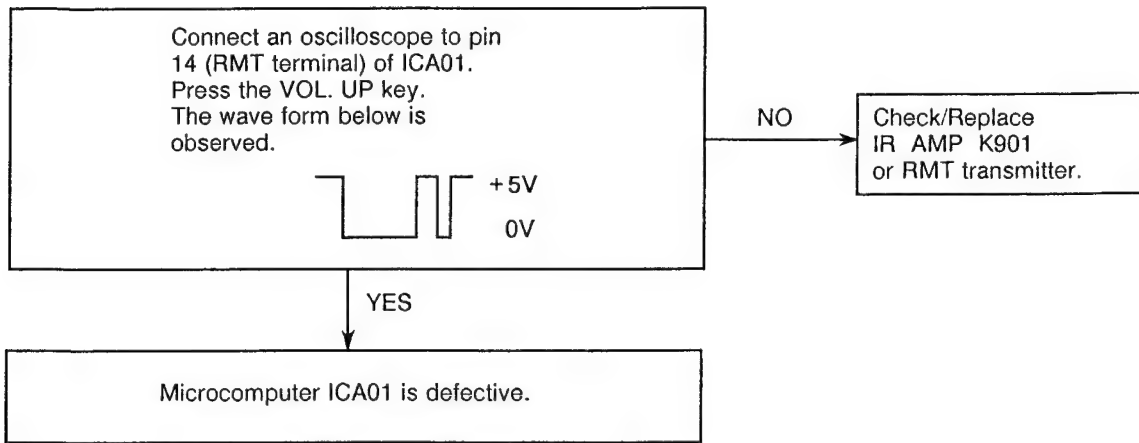 Connect an oscilloscope to pin
14 (RMT terminal) of ICA01.
Press the VOL. UP key.
The wave form below is
observed.
+5V
0V
NO
Check/Replace
IR AMP K901
or RMT transmitter.
YES
Microcomputer ICA01 is defective.